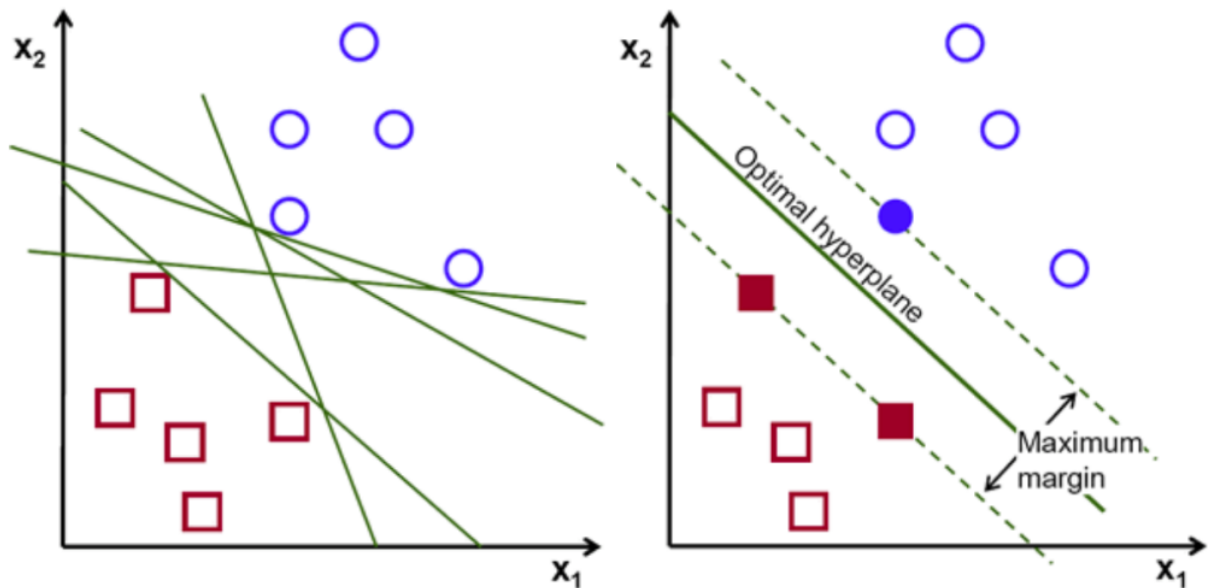 x₂
x₁
x₂
Optimal hyperplane
Maximum
margin
x₁